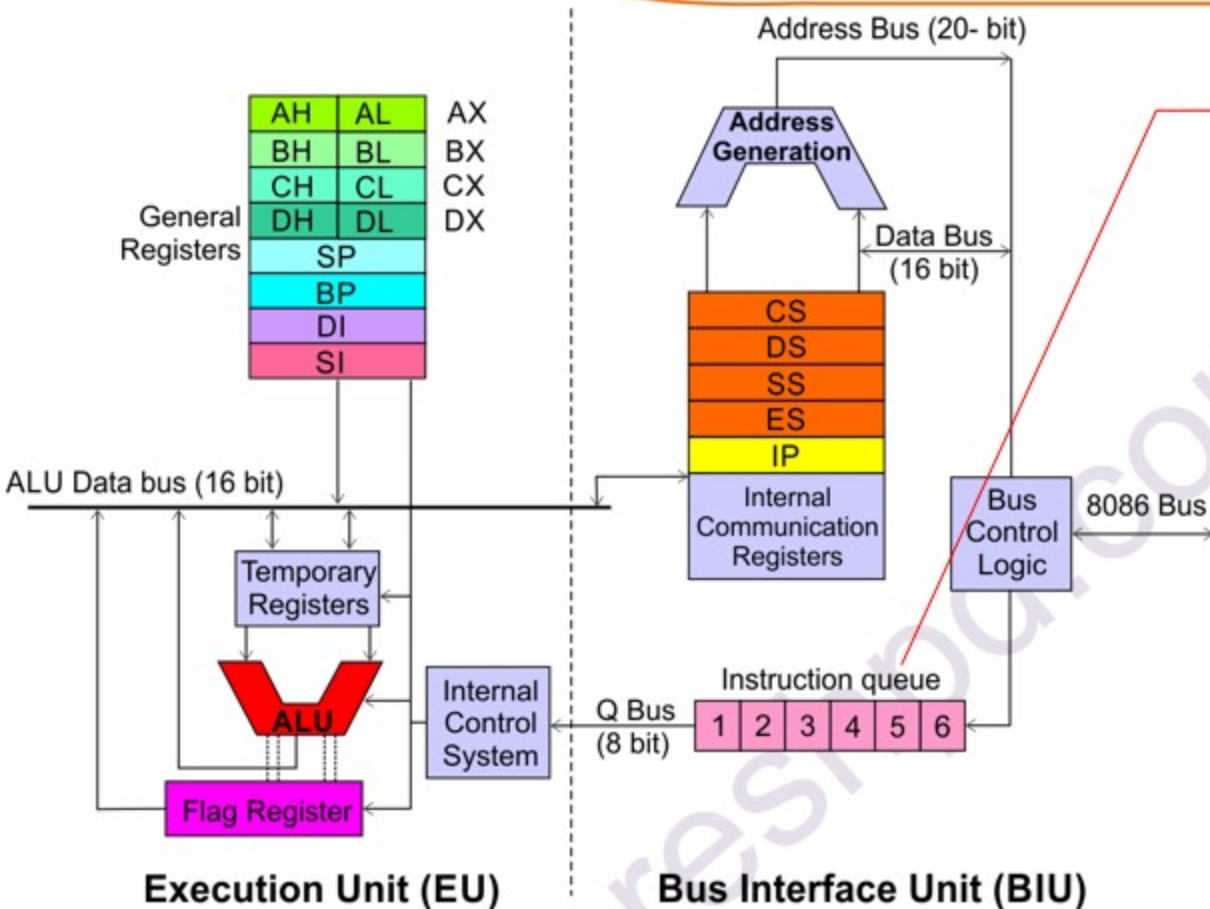 Address Bus (20- bit)
AH AL AX
BH BL BX
CH CL CX
DH DL DX
General
Registers
SP
BP
DI
SI
Address
Generation
Data Bus
(16 bit)
CS
DS
SS
ES
IP
Internal
Communication
Registers
ALU Data bus (16 bit)
Bus
Control
Logic
8086 Bus
Temporary
Registers
ALU
Internal
Control
System
Flag Register
Q Bus
(8 bit)
Instruction queue
1 2 3 4 5 6
Execution Unit (EU)
Bus Interface Unit (BIU)